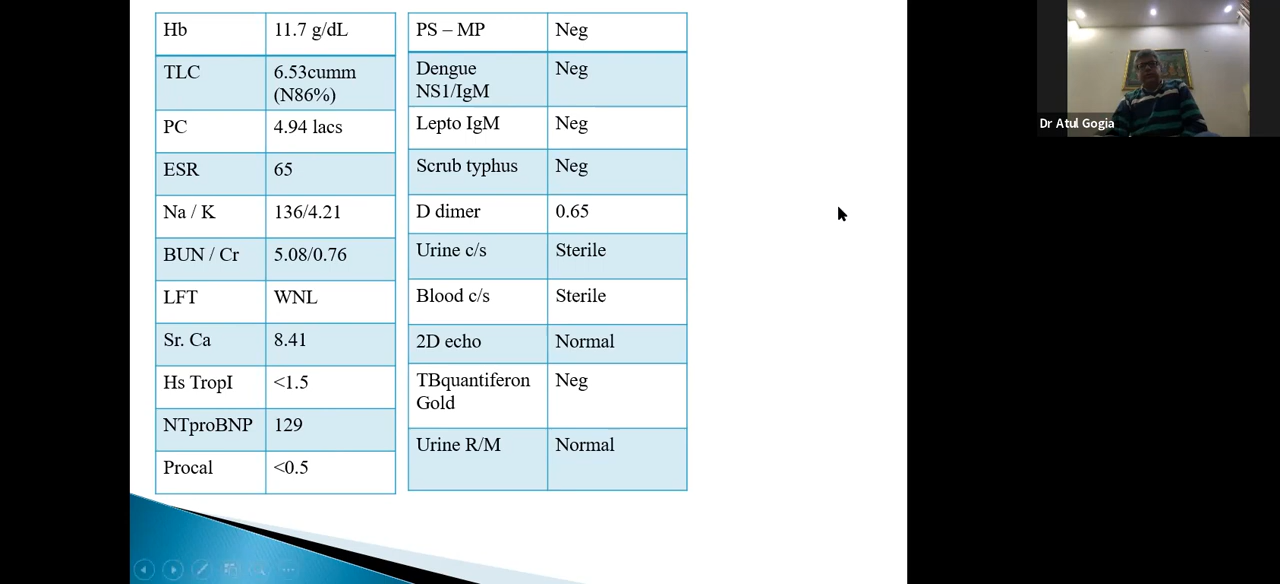 Hb 11.7 g/dL
TLC 6.53cumm
(N86%)
PC 4.94 lacs
ESR 65
Na / K 136/4.21
BUN / Cr 5.08/0.76
LFT WNL
Sr. Ca 8.41
Hs TropI <1.5
NTproBNP 129
Procal <0.5
PS – MP Neg
Dengue Neg
NS1/IgM
Lepto IgM Neg
Scrub typhus Neg
D dimer 0.65
Urine c/s Sterile
Blood c/s Sterile
2D echo Normal
TBquantiferon Neg
Gold
Urine R/M Normal
Dr Atul Gogia